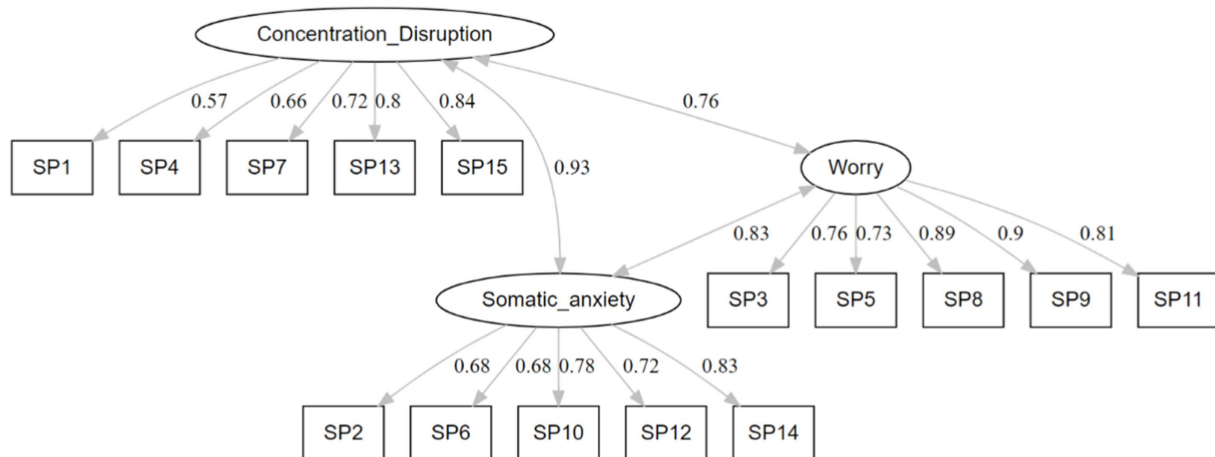 Concentration_Disruption
0.57 0.66 0.72 0.8 0.84 0.76
SP1 SP4 SP7 SP13 SP15 0.93 Worry
0.83 0.76 0.73 0.89 0.9 0.81
Somatic_anxiety SP3 SP5 SP8 SP9 SP11
0.68 0.68 0.78 0.72 0.83
SP2 SP6 SP10 SP12 SP14